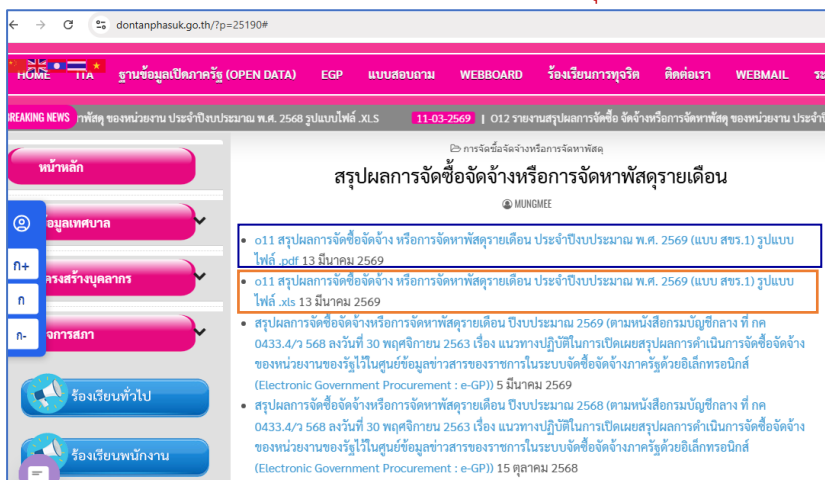 dontanphasuk.go.th/?p=25190#
HOME ITA ฐานข้อมูลเปิดภาครัฐ (OPEN DATA) EGP แบบสอบถาม WEBBOARD ร้องเรียนการทุจริต ติดต่อเรา WEBMAIL
BREAKING NEWS าพัสดุ ของหน่วยงาน ประจำปีงบประมาณ พ.ศ. 2568 รูปแบบไฟล์ .XLS 11-03-2569 | O12 รายงานสรุปผลการจัดซื้อ จัดจ้างหรือการจัดหาพัสดุ ของหน่วยงาน ประจำปี
การจัดซื้อจัดจ้างหรือการจัดหาพัสดุ
สรุปผลการจัดซื้อจัดจ้างหรือการจัดหาพัสดุรายเดือน
MUNGMEE
หน้าหลัก
อมูลเทศบาล
ครงสร้างบุคลากร
จการสภา
ก+
ก
ก-
ร้องเรียนทั่วไป
ร้องเรียนพนักงาน
o11 สรุปผลการจัดซื้อจัดจ้าง หรือการจัดหาพัสดุรายเดือน ประจำปีงบประมาณ พ.ศ. 2569 (แบบ สขร.1) รูปแบบ
ไฟล์ .pdf 13 มีนาคม 2569
o11 สรุปผลการจัดซื้อจัดจ้าง หรือการจัดหาพัสดุรายเดือน ประจำปีงบประมาณ พ.ศ. 2569 (แบบ สขร.1) รูปแบบ
ไฟล์ .xls 13 มีนาคม 2569
สรุปผลการจัดซื้อจัดจ้างหรือการจัดหาพัสดุรายเดือน ปีงบประมาณ 2569 (ตามหนังสือกรมบัญชีกลาง ที่ กค
0433.4/ว 568 ลงวันที่ 30 พฤศจิกายน 2563 เรื่อง แนวทางปฏิบัติในการเปิดเผยสรุปผลการดำเนินการจัดซื้อจัดจ้าง
ของหน่วยงานของรัฐไว้ในศูนย์ข้อมูลข่าวสารของราชการในระบบจัดซื้อจัดจ้างภาครัฐด้วยอิเล็กทรอนิกส์
(Electronic Government Procurement : e-GP)) 5 มีนาคม 2569
สรุปผลการจัดซื้อจัดจ้างหรือการจัดหาพัสดุรายเดือน ปีงบประมาณ 2568 (ตามหนังสือกรมบัญชีกลาง ที่ กค
0433.4/ว 568 ลงวันที่ 30 พฤศจิกายน 2563 เรื่อง แนวทางปฏิบัติในการเปิดเผยสรุปผลการดำเนินการจัดซื้อจัดจ้าง
ของหน่วยงานของรัฐไว้ในศูนย์ข้อมูลข่าวสารของราชการในระบบจัดซื้อจัดจ้างภาครัฐด้วยอิเล็กทรอนิกส์
(Electronic Government Procurement : e-GP)) 15 ตุลาคม 2568